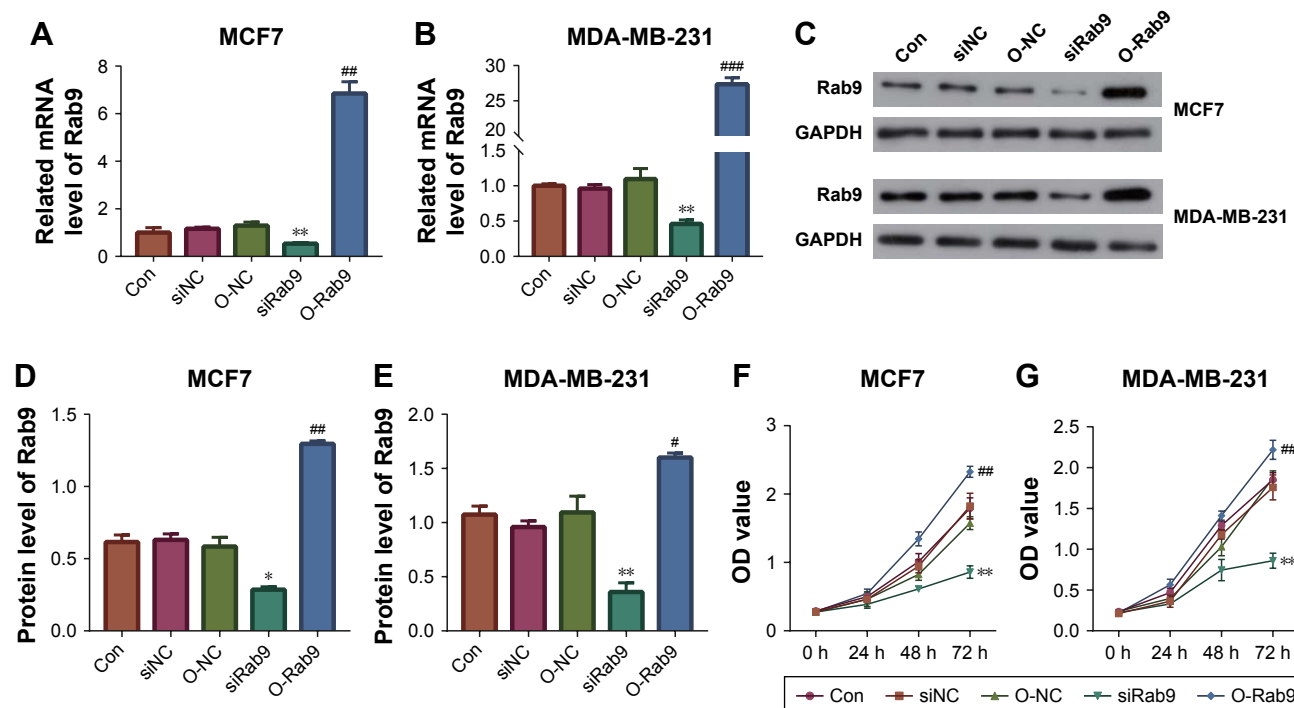 A
MCF7
Related mRNA
level of Rab9
8
6
4
2
0
##
**
Con
siNC
O-NC
siRab9
O-Rab9
B
MDA-MB-231
Related mRNA
level of Rab9
30
25
20
1.5
1.0
0.5
0.0
###
**
Con
siNC
O-NC
siRab9
O-Rab9
C
Con
siNC
O-NC
siRab9
O-Rab9
Rab9
GAPDH
MCF7
Rab9
GAPDH
MDA-MB-231
D
MCF7
Protein level of Rab9
1.5
1.0
0.5
0.0
##
*
Con
siNC
O-NC
siRab9
O-Rab9
E
MDA-MB-231
Protein level of Rab9
2.0
1.5
1.0
0.5
0.0
#
**
Con
siNC
O-NC
siRab9
O-Rab9
F
MCF7
OD value
3
2
1
0
##
**
0 h 24 h 48 h 72 h
G
MDA-MB-231
OD value
2.5
2.0
1.5
1.0
0.5
0.0
##
**
0 h 24 h 48 h 72 h
Con siNC O-NC siRab9 O-Rab9